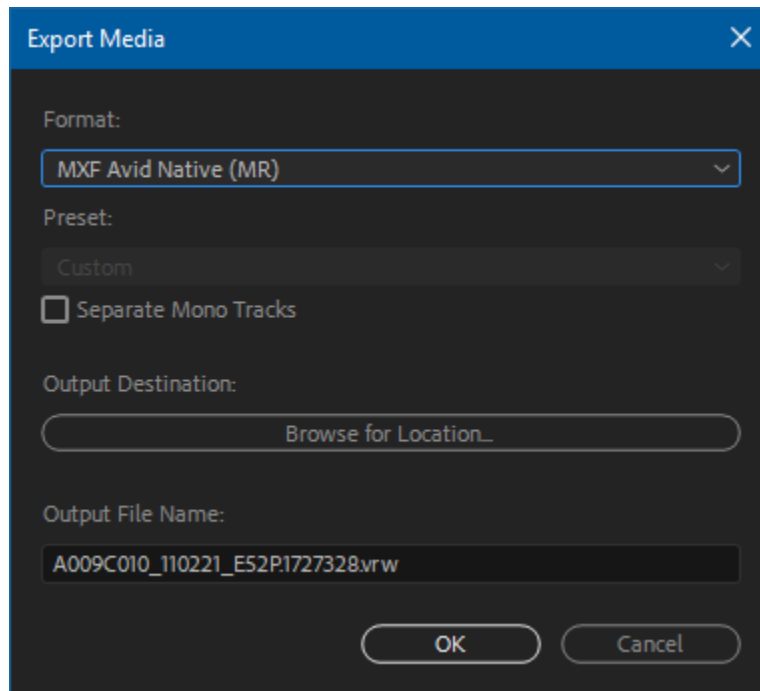 Export Media
Format:
MXF Avid Native (MR)
Preset:
Custom
Separate Mono Tracks
Output Destination:
Browse for Location...
Output File Name:
A009C010_110221_E52P.1727328.vrw
OK
Cancel